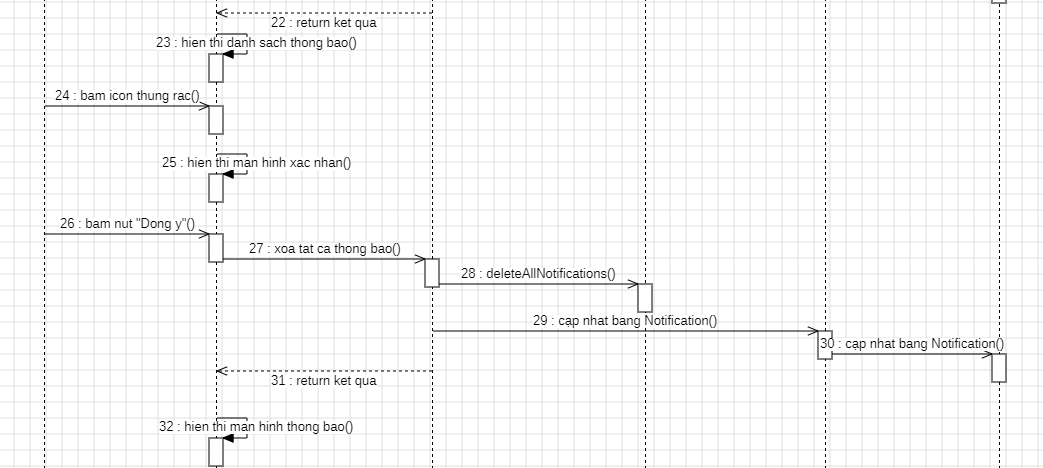 22 : return ket qua
23 : hien thi danh sach thong bao()
24 : bam icon thung rac()
25 : hien thi man hinh xac nhan()
26 : bam nut "Dong y"()
27 : xoa tat ca thong bao()
28 : deleteAllNotifications()
29 : cap nhat bang Notification()
30 : cap nhat bang Notification()
31 : return ket qua
32 : hien thi man hinh thong bao()